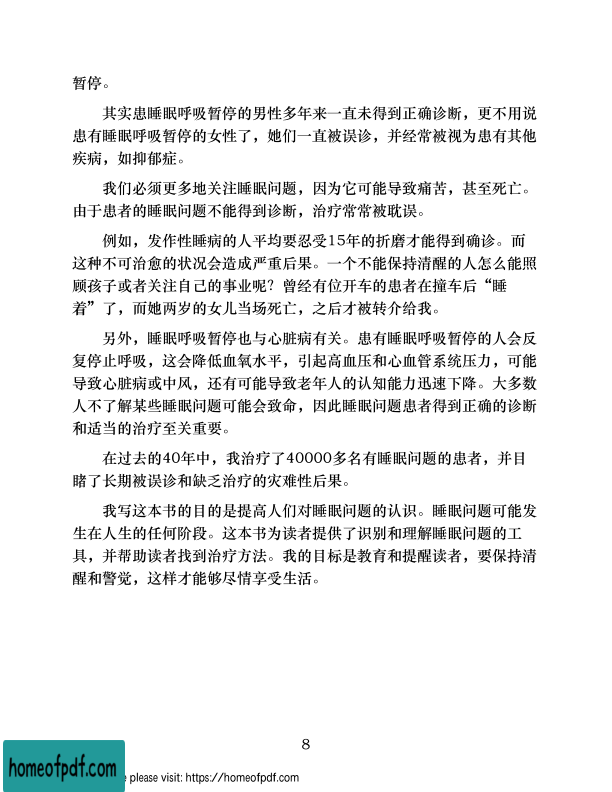 暂停。
其实患睡眠呼吸暂停的男性多年来一直未得到正确诊断，更不用说
患有睡眠呼吸暂停的女性了，她们一直被误诊，并经常被视为患有其他
疾病，如抑郁症。
我们必须更多地关注睡眠问题，因为它可能导致痛苦，甚至死亡。
由于患者的睡眠问题不能得到诊断，治疗常常被耽误。
例如，发作性睡病的人平均要忍受15年的折磨才能得到确诊。而
这种不可治愈的状况会造成严重后果。一个不能保持清醒的人怎么能照
顾孩子或者关注自己的事业呢？曾经有位开车的患者在撞车后“睡
着”了，而她两岁的女儿当场死亡，之后才被转介给我。
另外，睡眠呼吸暂停也与心脏病有关。患有睡眠呼吸暂停的人会反
复停止呼吸，这会降低血氧水平，引起高血压和心血管系统压力，可能
导致心脏病或中风，还有可能导致老年人的认知能力迅速下降。大多数
人不了解某些睡眠问题可能会致命，因此睡眠问题患者得到正确的诊断
和适当的治疗至关重要。
在过去的40年中，我治疗了40000多名有睡眠问题的患者，并目
睹了长期被误诊和缺乏治疗的灾难性后果。
我写这本书的目的是提高人们对睡眠问题的认识。睡眠问题可能发
生在人生的任何阶段。这本书为读者提供了识别和理解睡眠问题的工
具，并帮助读者找到治疗方法。我的目标是教育和提醒读者，要保持清
醒和警觉，这样才能够尽情享受生活。
8
homeofpdf.com
please visit: https://homeofpdf.com